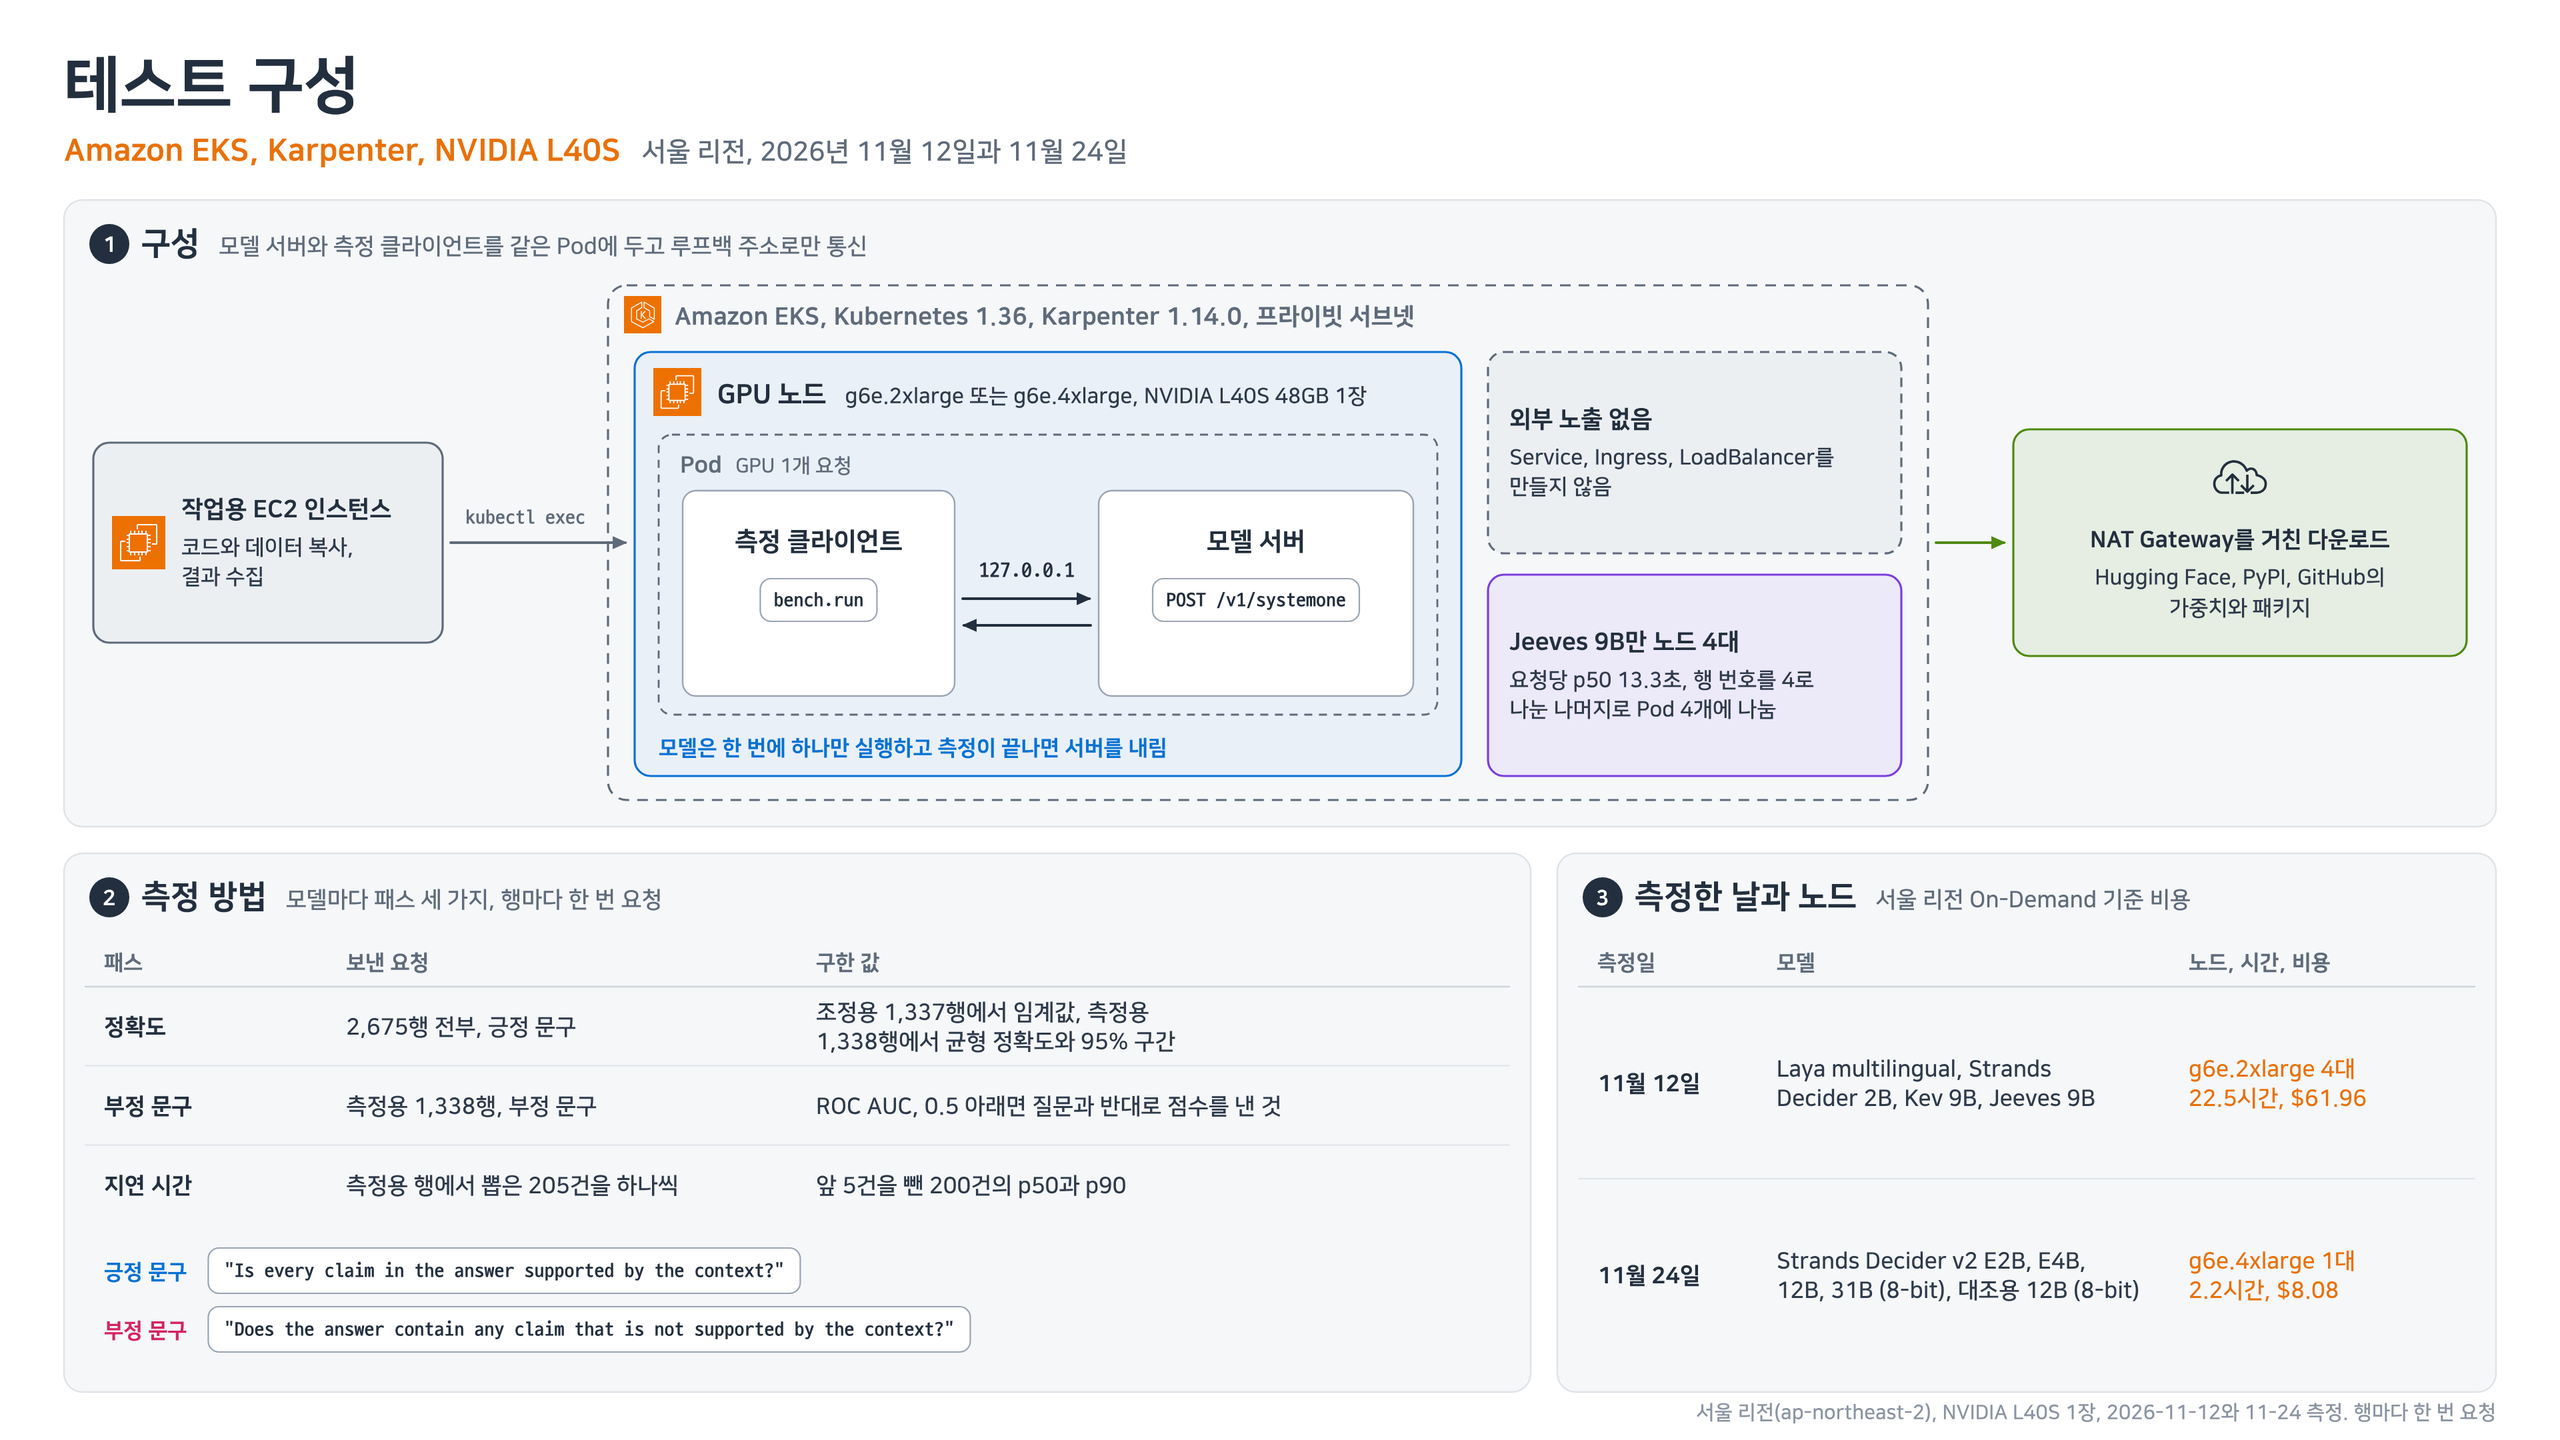 테스트 구성
Amazon EKS, Karpenter, NVIDIA L40S 서울 리전, 2026년 11월 12일과 11월 24일
1 구성 모델 서버와 측정 클라이언트를 같은 Pod에 두고 루프백 주소로만 통신
Amazon EKS, Kubernetes 1.36, Karpenter 1.14.0, 프라이빗 서브넷
작업용 EC2 인스턴스
코드와 데이터 복사,
결과 수집
kubectl exec
GPU 노드 g6e.2xlarge 또는 g6e.4xlarge, NVIDIA L40S 48GB 1장
Pod GPU 1개 요청
측정 클라이언트
bench.run
127.0.0.1
모델 서버
POST /v1/systemone
모델은 한 번에 하나만 실행하고 측정이 끝나면 서버를 내림
외부 노출 없음
Service, Ingress, LoadBalancer를
만들지 않음
Jeeves 9B만 노드 4대
요청당 p50 13.3초, 행 번호를 4로
나눈 나머지로 Pod 4개에 나눔
NAT Gateway를 거친 다운로드
Hugging Face, PyPI, GitHub의
가중치와 패키지
2 측정 방법 모델마다 패스 세 가지, 행마다 한 번 요청
패스 보낸 요청 구한 값
정확도 2,675행 전부, 긍정 문구 조정용 1,337행에서 임계값, 측정용
1,338행에서 균형 정확도와 95% 구간
부정 문구 측정용 1,338행, 부정 문구 ROC AUC, 0.5 아래면 질문과 반대로 점수를 낸 것
지연 시간 측정용 행에서 뽑은 205건을 하나씩 앞 5건을 뺀 200건의 p50과 p90
긍정 문구 "Is every claim in the answer supported by the context?"
부정 문구 "Does the answer contain any claim that is not supported by the context?"
3 측정한 날과 노드 서울 리전 On-Demand 기준 비용
측정일 모델 노드, 시간, 비용
11월 12일 Laya multilingual, Strands
Decider 2B, Kev 9B, Jeeves 9B
g6e.2xlarge 4대
22.5시간, $61.96
11월 24일 Strands Decider v2 E2B, E4B,
12B, 31B (8-bit), 대조용 12B (8-bit)
g6e.4xlarge 1대
2.2시간, $8.08
서울 리전(ap-northeast-2), NVIDIA L40S 1장, 2026-11-12와 11-24 측정. 행마다 한 번 요청